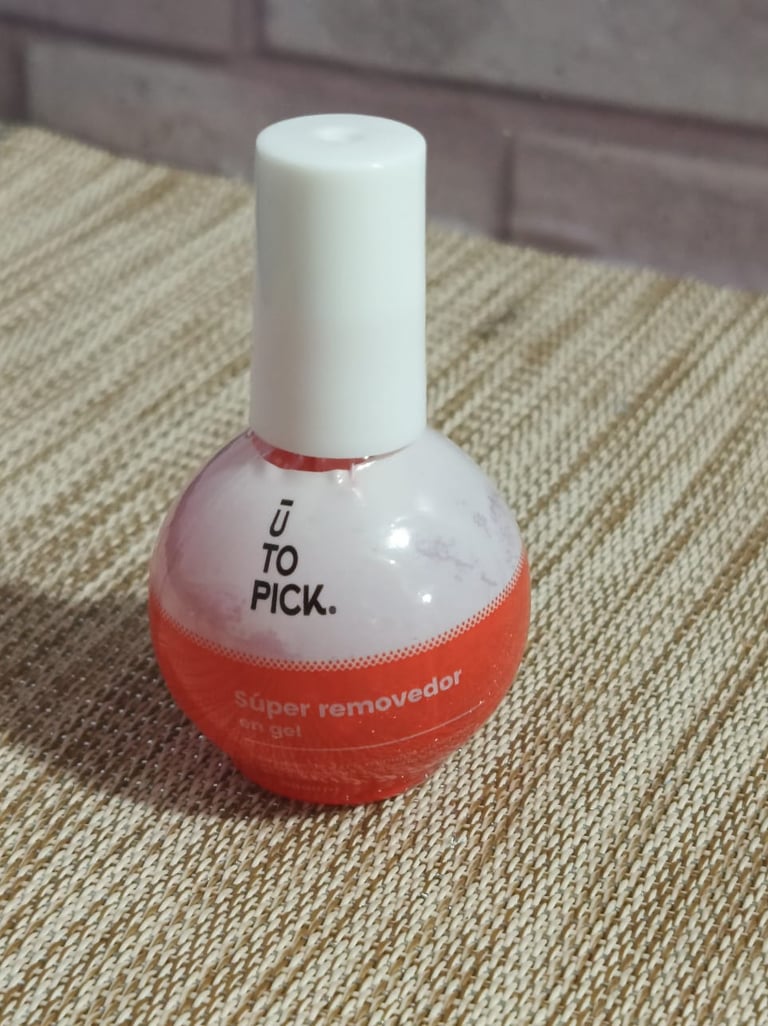 Ū
TO
PICK.®
Súper removedor
en gel